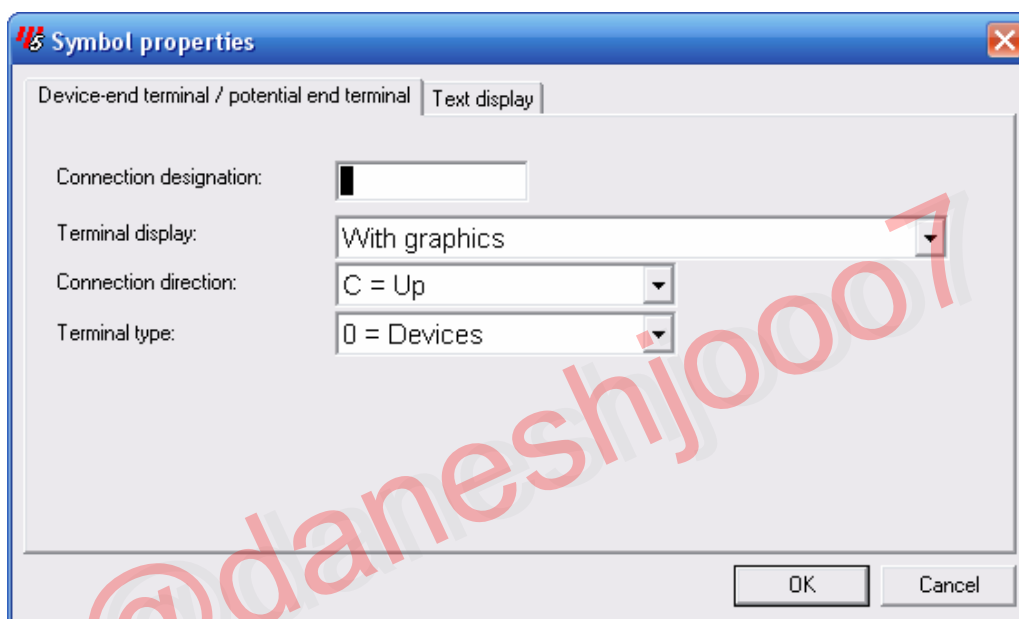 Symbol properties
Device-end terminal / potential end terminal
Text display
Connection designation:
Terminal display:
With graphics
Connection direction:
C = Up
Terminal type:
0 = Devices
@daneshjooo7
OK
Cancel